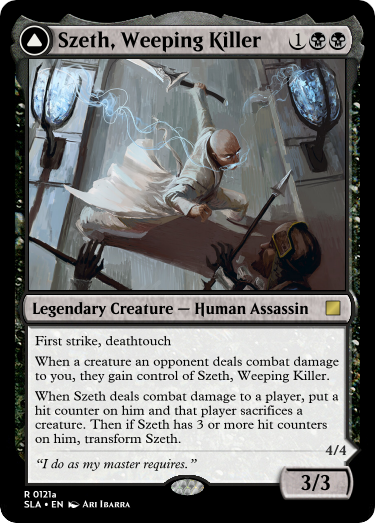 Szeth, Weeping Killer 1
Legendary Creature — Human Assassin
First strike, deathtouch
When a creature an opponent deals combat damage
to you, they gain control of Szeth, Weeping Killer.
When Szeth deals combat damage to a player, put a
hit counter on him and that player sacrifices a
creature. Then if Szeth has 3 or more hit counters
on him, transform Szeth.
4/4
“I do as my master requires.”
3/3
R 0121a
SLA • EN Ari Ibarra